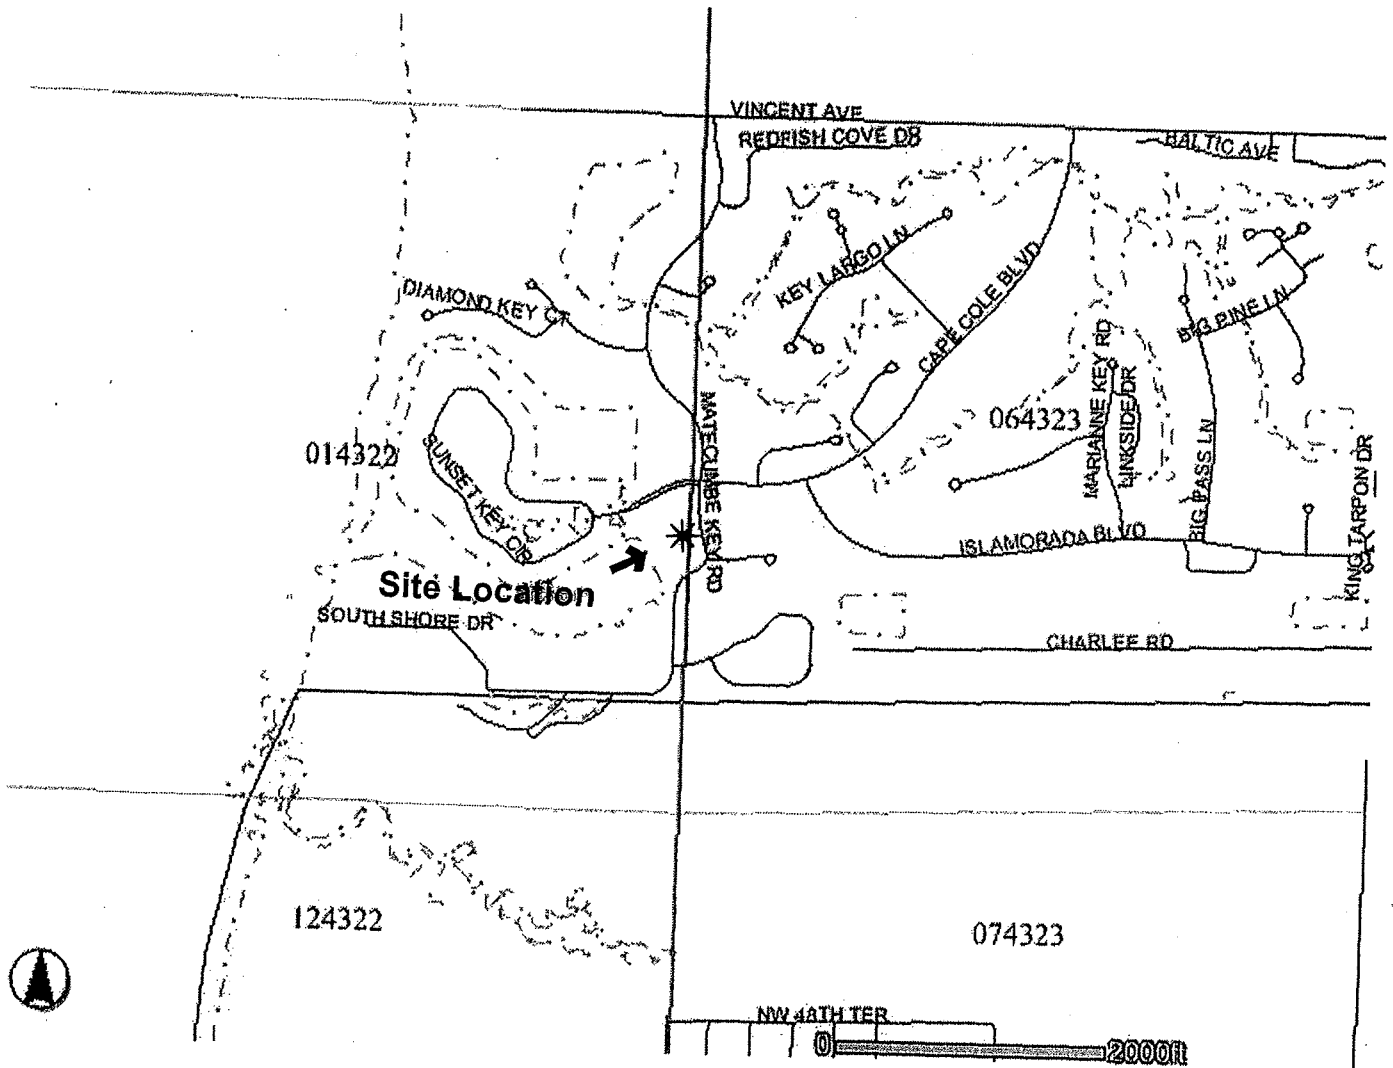 VINCENT AVE
REDFISH COVE DR
BALTIC AVE
KEY LARGO LN
DIAMOND KEY CT
CAPE COLE BLVD
BIG PINE LN
MARIANNE KEY RD
LINKSIDE DR
MATECUMBE KEY RD
064323
014322
SUNSET KEY CIR
BIG PASS LN
KING TARPON DR
ISLAMORADA BLVD
Site Location
SOUTH SHORE DR
CHARLEE RD
124322
074323
NW 48TH TER
0 2000ft